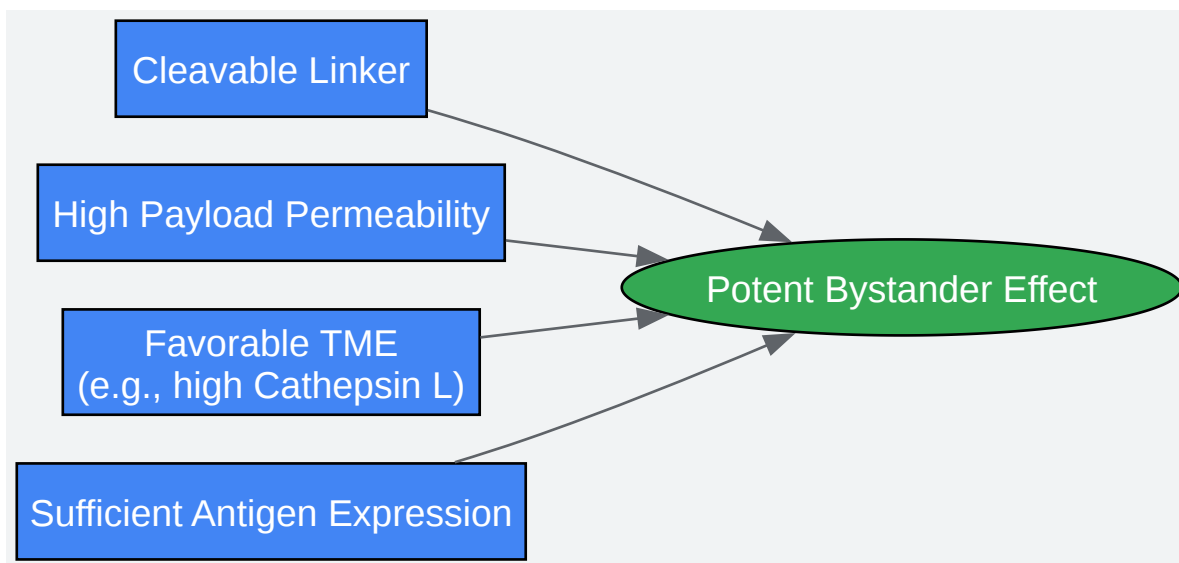 Cleavable Linker
High Payload Permeability
Favorable TME
(e.g., high Cathepsin L)
Sufficient Antigen Expression
Potent Bystander Effect